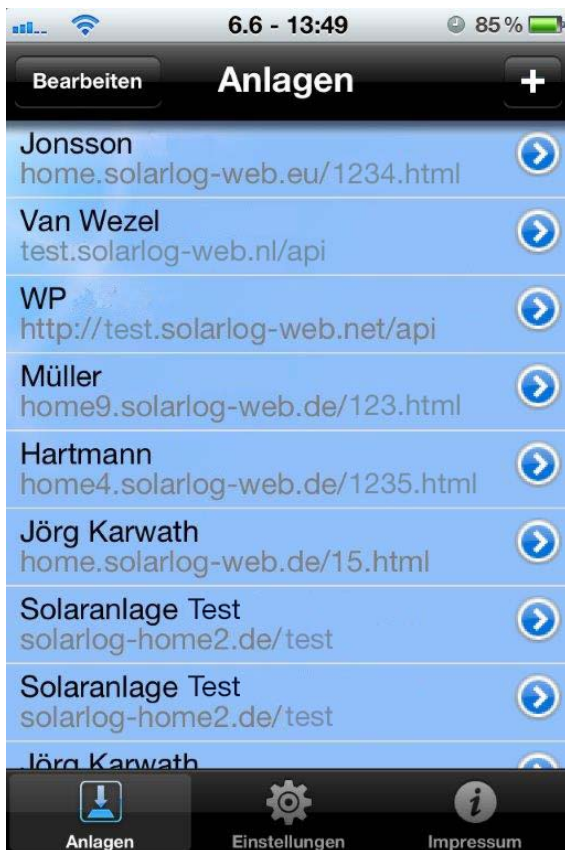 6.6 - 13:49 85 %
Bearbeiten Anlagen +
Jonsson
home.solarlog-web.eu/1234.html
Van Wezel
test.solarlog-web.nl/api
WP
http://test.solarlog-web.net/api
Müller
home9.solarlog-web.de/123.html
Hartmann
home4.solarlog-web.de/1235.html
Jörg Karwath
home.solarlog-web.de/15.html
Solaranlage Test
solarlog-home2.de/test
Solaranlage Test
solarlog-home2.de/test
Jörg Karwath
Anlagen Einstellungen Impressum